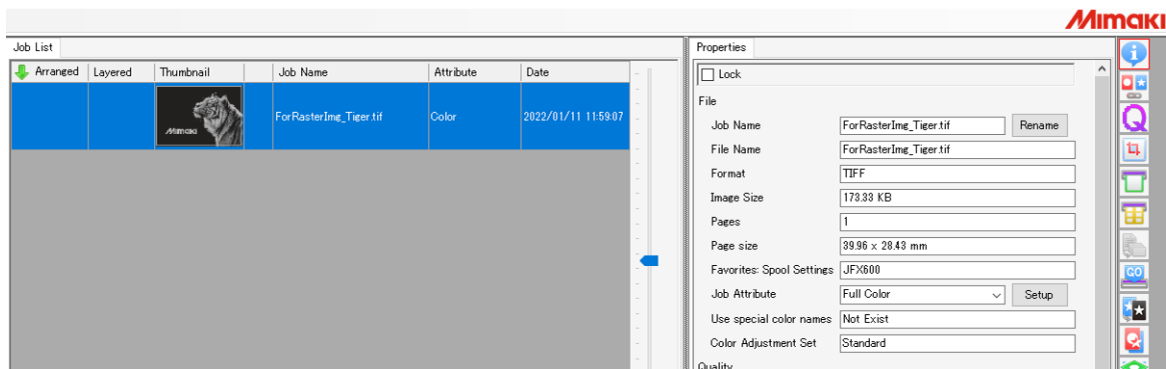 Mimaki
Job List
Properties
Arranged Layered Thumbnail Job Name Attribute Date
Lock
Mimaki
ForRasterImg_Tiger.tif Color 2022/01/11 11:59:07
File
Job Name ForRasterImg_Tiger.tif Rename
File Name ForRasterImg_Tiger.tif
Format TIFF
Image Size 173.33 KB
Pages 1
Page size 39.96 x 28.43 mm
Favorites: Spool Settings JFX600
GO
Job Attribute Full Color Setup
Use special color names Not Exist
Color Adjustment Set Standard
Quality